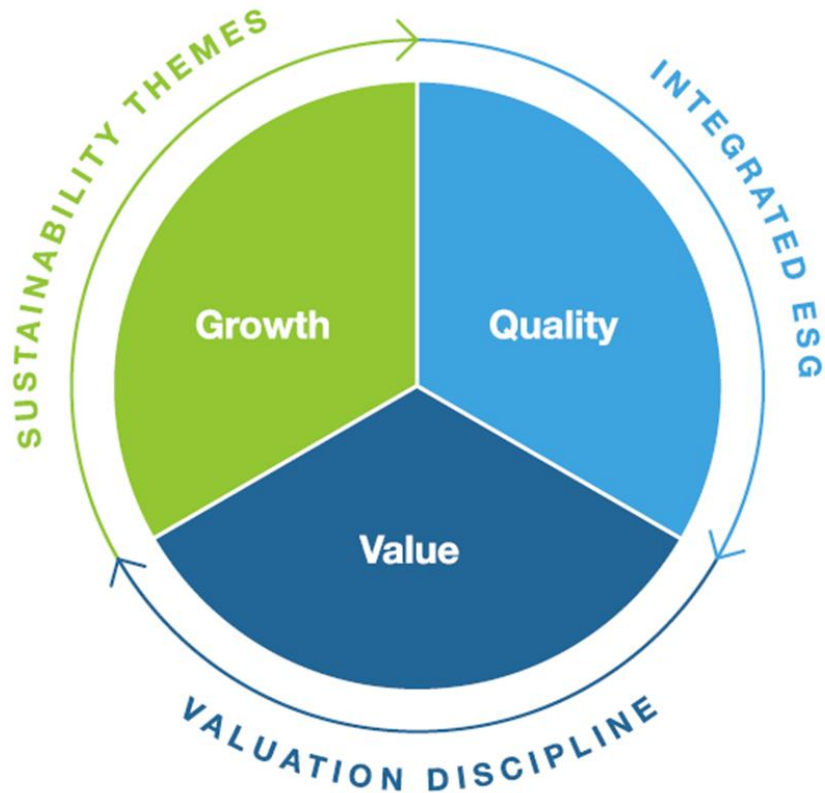 SUSTAINABILITY THEMES
INTEGRATED ESG
Growth
Quality
Value
VALUATION DISCIPLINE